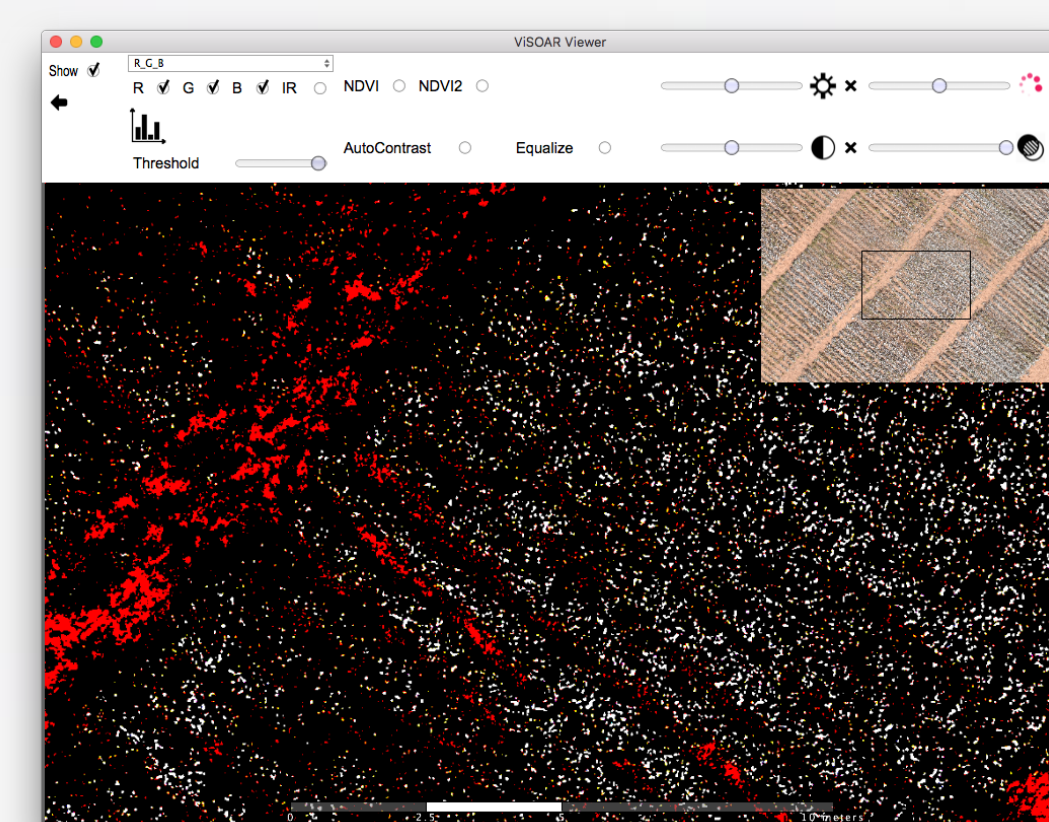 ViSOAR Viewer
Show
R_G_B
R G B IR NDVI NDVI2
AutoContrast Equalize
Threshold
0 2.5 5 10 meters